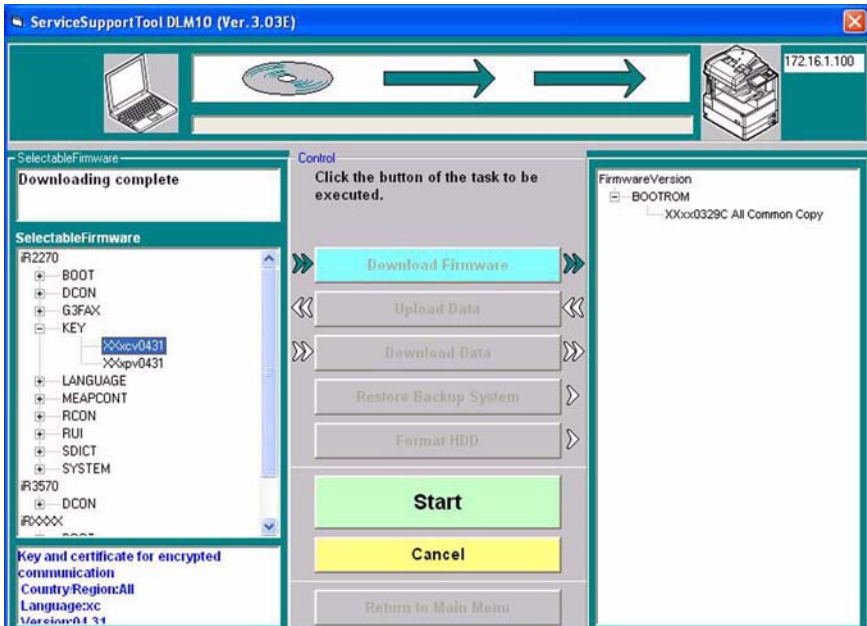 ServiceSupportTool DLM10 (Ver.3.03E)
172.16.1.100
SelectableFirmware
Downloading complete
SelectableFirmware
iR2270
BOOT
DCON
G3FAX
KEY
XXxcv0431
XXxpv0431
LANGUAGE
MEAPCONT
RCON
RUI
SDICT
SYSTEM
iR3570
DCON
iRXXXX
Key and certificate for encrypted
communication
Country/Region:All
Language:xc
Version:04.31
Control
Click the button of the task to be
executed.
Download Firmware
Upload Data
Download Data
Restore Backup System
Format HDD
Start
Cancel
Return to Main Menu
FirmwareVersion
BOOTROM
XXxx0329C All Common Copy